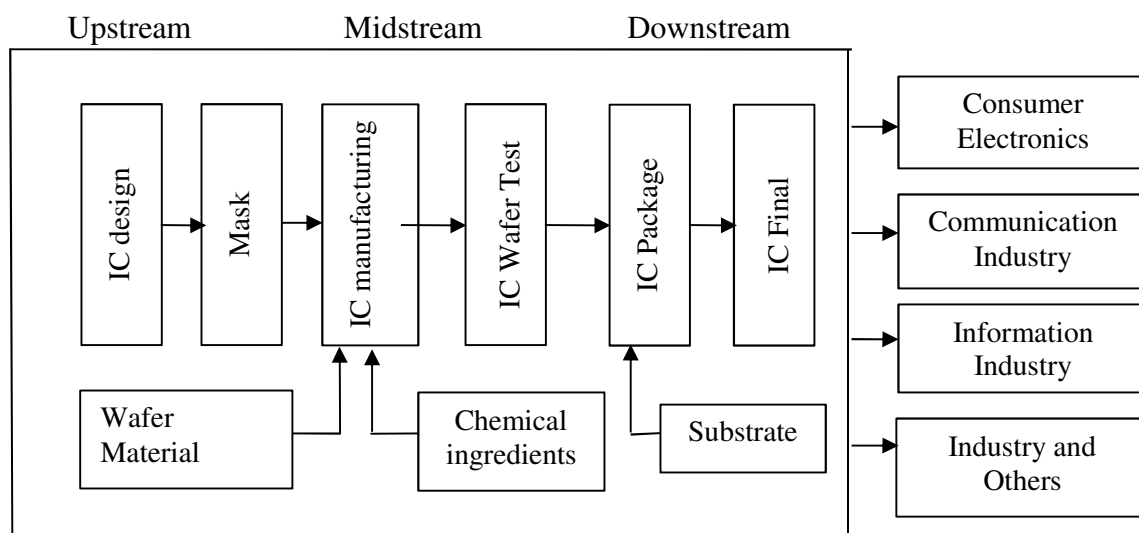 Upstream
Midstream
Downstream
IC design
Mask
IC manufacturing
IC Wafer Test
IC Package
IC Final
Wafer
Material
Chemical
ingredients
Substrate
Consumer
Electronics
Communication
Industry
Information
Industry
Industry and
Others